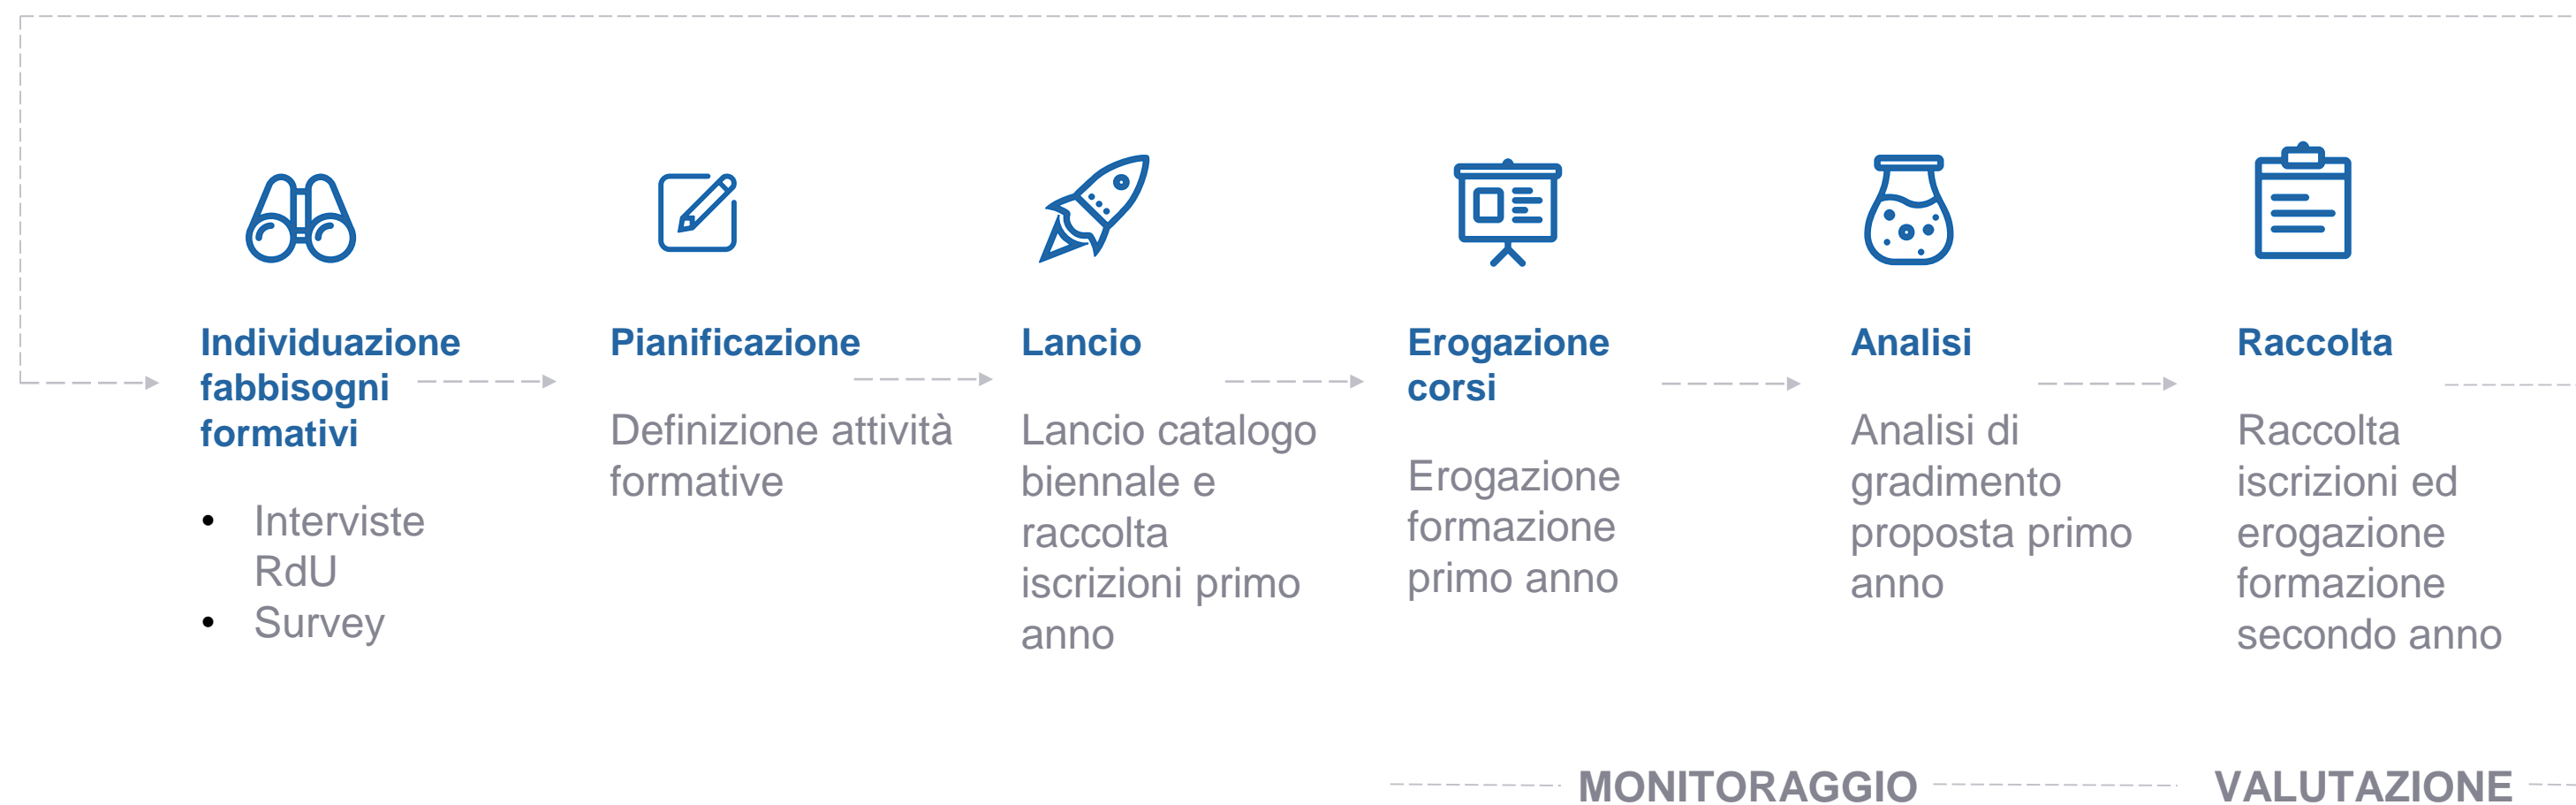 Individuazione
fabbisogni
formativi
• Interviste
RdU
• Survey
Pianificazione
Definizione attività
formative
Lancio
Lancio catalogo
biennale e
raccolta
iscrizioni primo
anno
Erogazione
corsi
Erogazione
formazione
primo anno
Analisi
Analisi di
gradimento
proposta primo
anno
Raccolta
Raccolta
iscrizioni ed
erogazione
formazione
secondo anno
MONITORAGGIO
VALUTAZIONE